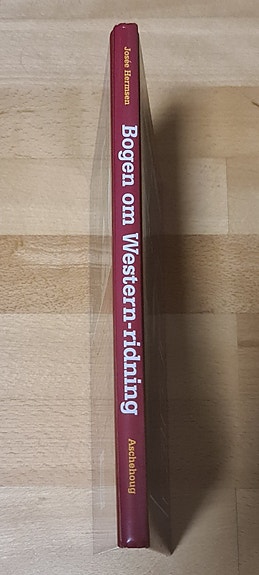 Josée Hermsen
Bogen om Western-ridning
Aschehoug